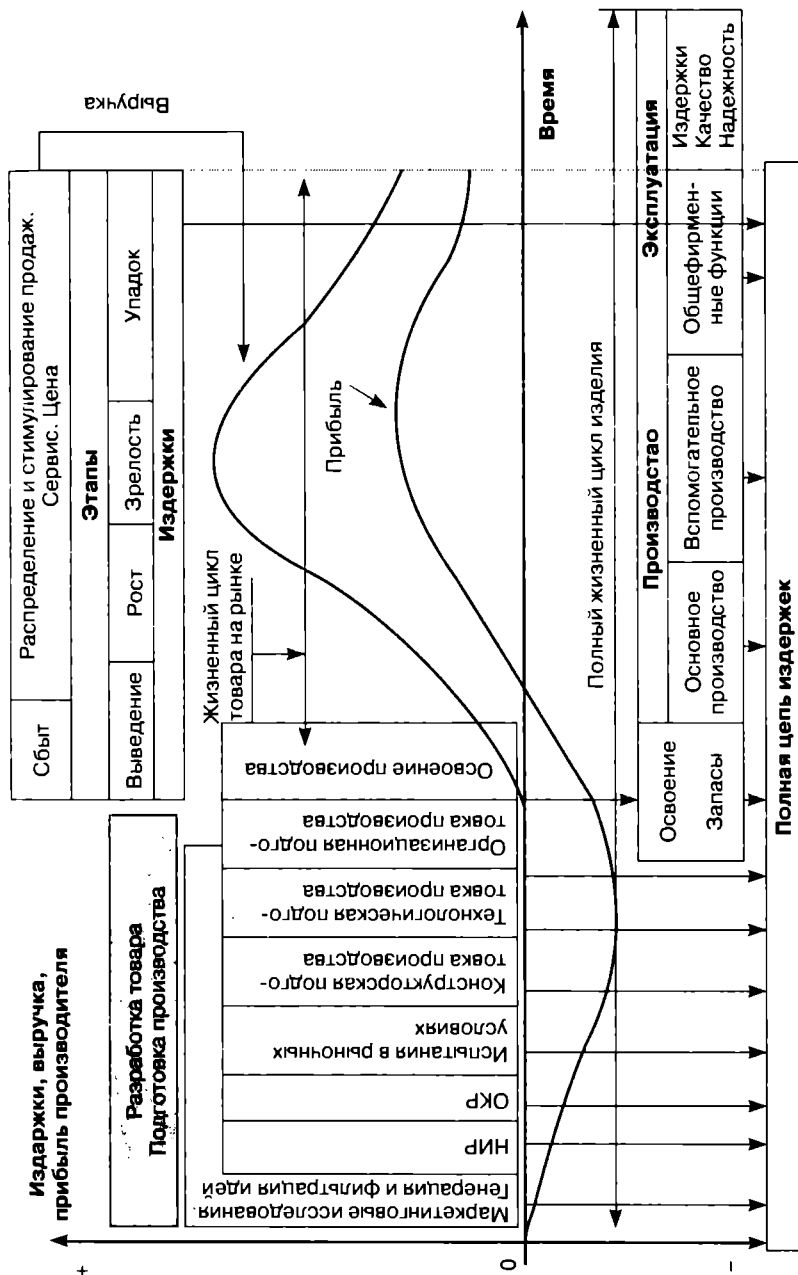 Издаржки, выручка,
прибыль производителя
+
0
–
Разработка товара
Подготовка производства
Маркетинговые исследования
Генерация и фильтрация идей
НИР
ОКР
Испытания в рыночных
условиях
Конструкторская подго-
товка производства
Технологическая подго-
товка производства
Организационная подго-
товка производства
Освоение производства
Сбыт
Распределение и стимулирование продаж.
Сервис. Цена
Этапы
Выведение
Рост
Зрелость
Упадок
Издержки
Выручка
Жизненный цикл
товара на рынке
Прибыль
Время
Полный жизненный цикл изделия
Освоение
Запасы
Производстао
Основное
производство
Вспомогательное
производство
Общефирмен-
ные функции
Эксплуатация
Издержки
Качество
Надежность
Полная цепь издержек